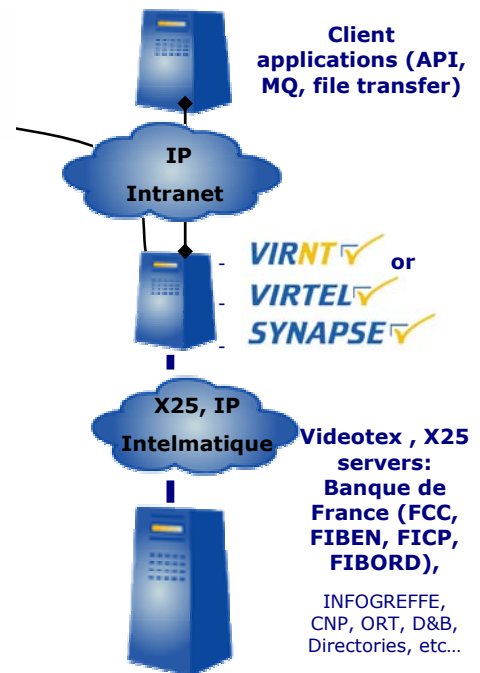 Client
applications (API,
MQ, file transfer)
IP
Intranet
- VIRNT or
- VIRTEL
- SYNAPSE
X25, IP
Intelmatique
Videotex , X25
servers:
Banque de
France (FCC,
FIBEN, FICP,
FIBORD),
INFOGREFFE,
CNP, ORT, D&B,
Directories, etc…